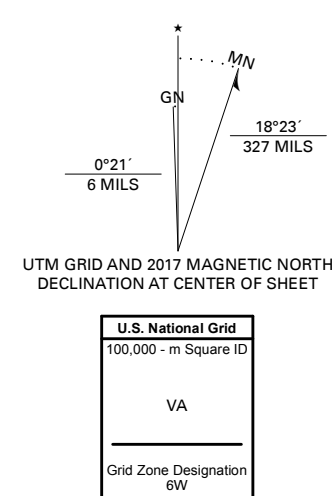 ★
MN
GN
18°23´
327 MILS
0°21´
6 MILS
UTM GRID AND 2017 MAGNETIC NORTH
DECLINATION AT CENTER OF SHEET
U.S. National Grid
100,000 - m Square ID
VA
Grid Zone Designation
6W